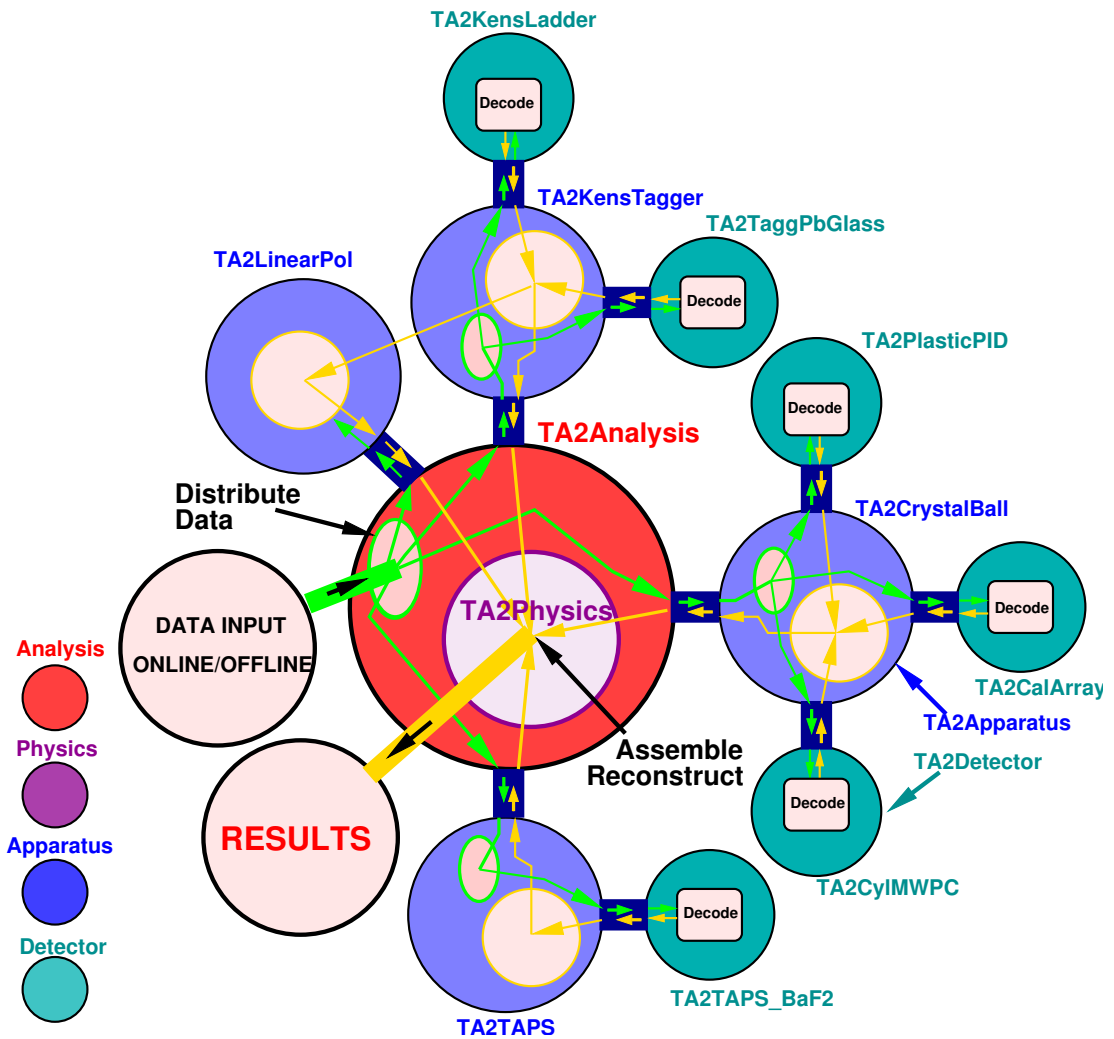 TA2KensLadder
Decode
TA2KensTagger
TA2TaggPbGlass
Decode
TA2LinearPol
TA2PlasticPID
Decode
TA2Analysis
Distribute
Data
TA2CrystalBall
TA2Physics
Decode
DATA INPUT
ONLINE/OFFLINE
Analysis
TA2CalArray
TA2Apparatus
Physics
Assemble
Reconstruct
TA2Detector
Decode
RESULTS
Apparatus
TA2CylMWPC
Decode
Detector
TA2TAPS_BaF2
TA2TAPS